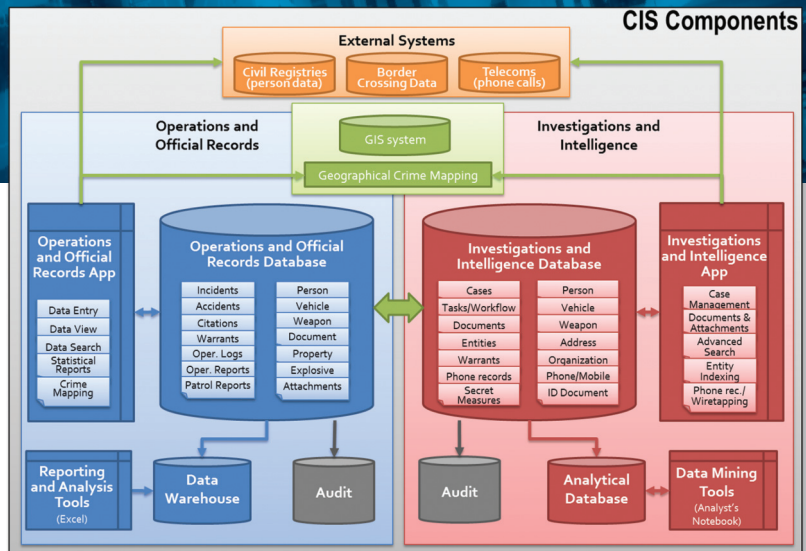 CIS Components
External Systems
Civil Registries
(person data)
Border
Crossing Data
Telecoms
(phone calls)
Operations and
Official Records
GIS system
Geographical Crime Mapping
Investigations and
Intelligence
Operations
and Official
Records App
Data Entry
Data View
Data Search
Statistical
Reports
Crime
Mapping
Operations and Official
Records Database
Incidents
Accidents
Citations
Warrants
Oper. Logs
Oper. Reports
Patrol Reports
Person
Vehicle
Weapon
Document
Property
Explosive
Attachments
Investigations and
Intelligence Database
Cases
Tasks/Workflow
Documents
Entities
Warrants
Phone records
Secret
Measures
Person
Vehicle
Weapon
Address
Organization
Phone/Mobile
ID Document
Investigations
and Intelligence
App
Case
Management
Documents &
Attachments
Advanced
Search
Entity
Indexing
Phone rec./
Wiretapping
Reporting
and Analysis
Tools
(Excel)
Data
Warehouse
Audit
Audit
Analytical
Database
Data Mining
Tools
(Analyst's
Notebook)